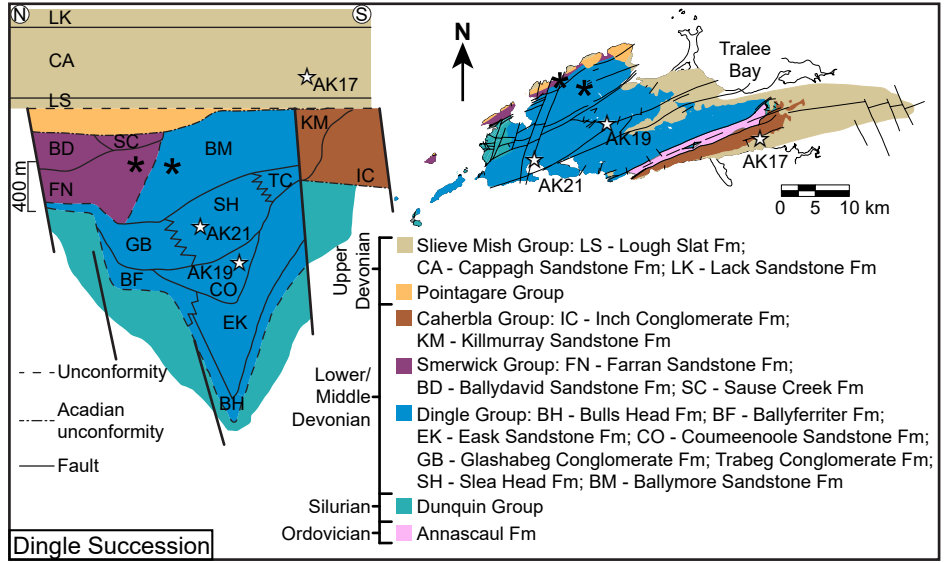 N
S
LK
CA
AK17
LS
BD
SC
BM
KM
FN
TC
IC
SH
AK21
GB
AK19
BF
CO
EK
BH
400 m
Unconformity
Acadian
unconformity
Fault
Dingle Succession
N
Tralee
Bay
AK19
AK17
AK21
0 5 10 km
Upper
Devonian
Slieve Mish Group: LS - Lough Slat Fm;
CA - Cappagh Sandstone Fm; LK - Lack Sandstone Fm
Pointagare Group
Caherbla Group: IC - Inch Conglomerate Fm;
KM - Killmurray Sandstone Fm
Lower/
Middle
Devonian
Smerwick Group: FN - Farran Sandstone Fm;
BD - Ballydavid Sandstone Fm; SC - Sause Creek Fm
Dingle Group: BH - Bulls Head Fm; BF - Ballyferriter Fm;
EK - Eask Sandstone Fm; CO - Coumeenoole Sandstone Fm;
GB - Glashabeg Conglomerate Fm; Trabeg Conglomerate Fm;
SH - Slea Head Fm; BM - Ballymore Sandstone Fm
Silurian
Dunquin Group
Ordovician
Annascaul Fm